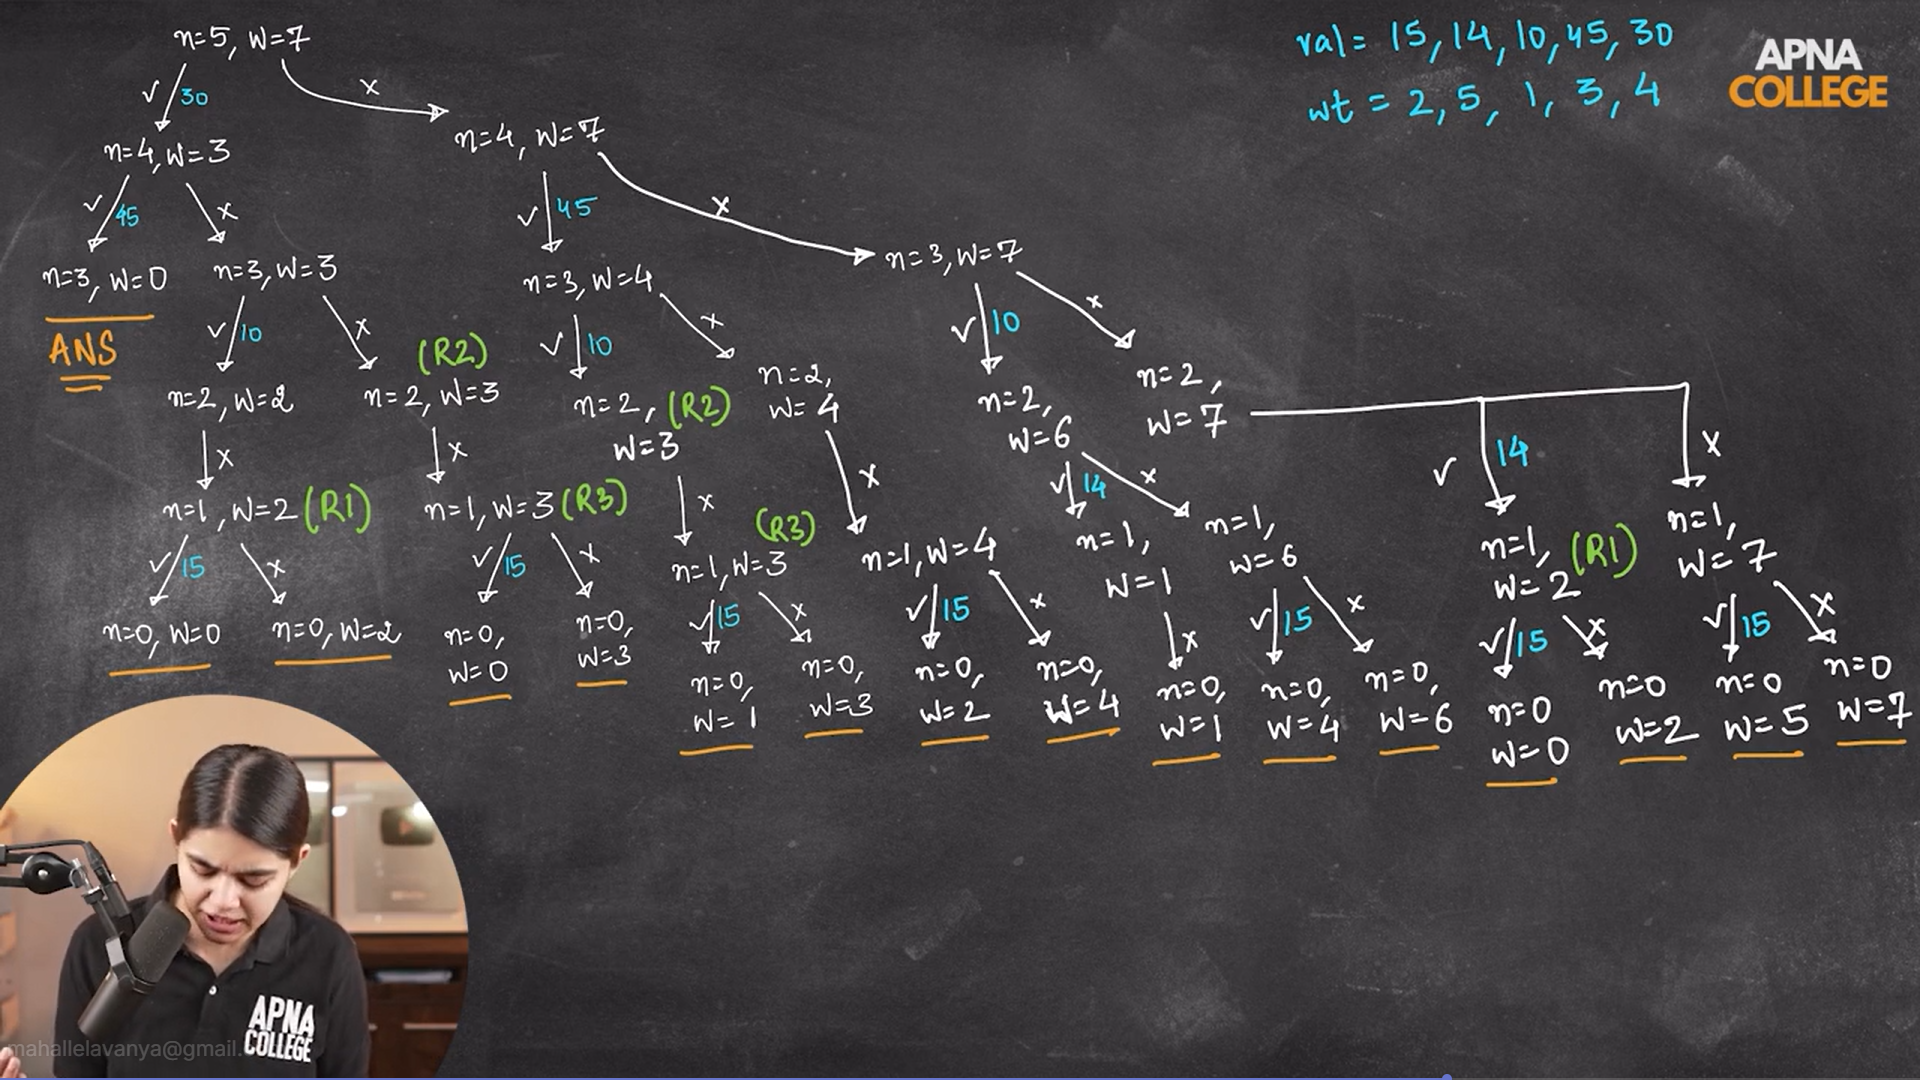 n=5, W=7
val= 15, 14, 10, 45, 30
wt = 2, 5, 1, 3, 4
APNA
COLLEGE
✓ 30
x
n=4, W=3
n=4, W=7
✓ 45
x
✓ 45
x
n=3, W=0
n=3, W=3
n=3, W=4
n=3, W=7
ANS
✓ 10
x
(R2)
✓ 10
x
✓ 10
x
n=2, W=2
n=2, W=3
n=2, (R2)
W=3
n=2,
W=4
n=2,
W=6
n=2,
W=7
x
x
x
x
✓ 14
x
✓ 14
x
n=1, W=2 (R1)
n=1, W=3 (R3)
(R3)
n=1, W=3
n=1, W=4
n=1,
W=1
n=1,
W=6
n=1, (R1)
W=2
n=1,
W=7
✓ 15
x
✓ 15
x
✓ 15
x
✓ 15
x
x
✓ 15
x
✓ 15
x
✓ 15
x
n=0, W=0
n=0, W=2
n=0,
W=0
n=0,
W=3
n=0,
W=1
n=0,
W=3
n=0,
W=2
n=0,
W=4
n=0,
W=1
n=0,
W=4
n=0,
W=6
n=0
W=0
n=0
W=2
n=0
W=5
n=0
W=7
APNA
COLLEGE
mahallelavanya@gmail.